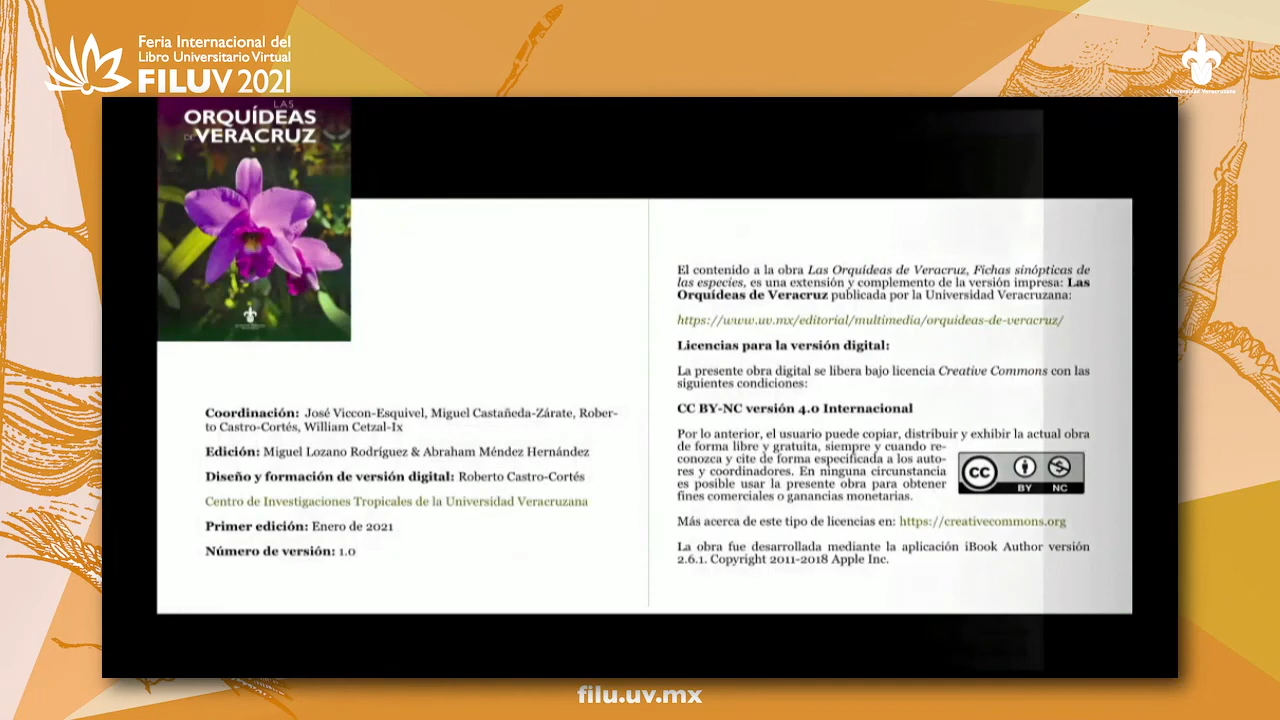 Feria Internacional del
Libro Universitario Virtual
FILUV 2021
Universidad Veracruzana
LAS
ORQUÍDEAS
DE VERACRUZ
Coordinación: José Viccon-Esquivel, Miguel Castañeda-Zárate, Rober-
to Castro-Cortés, William Cetzal-Ix
Edición: Miguel Lozano Rodríguez & Abraham Méndez Hernández
Diseño y formación de versión digital: Roberto Castro-Cortés
Centro de Investigaciones Tropicales de la Universidad Veracruzana
Primer edición: Enero de 2021
Número de versión: 1.0
El contenido a la obra Las Orquídeas de Veracruz, Fichas sinópticas de
las especies, es una extensión y complemento de la versión impresa: Las
Orquídeas de Veracruz publicada por la Universidad Veracruzana:
https://www.uv.mx/editorial/multimedia/orquideas-de-veracruz/
Licencias para la versión digital:
La presente obra digital se libera bajo licencia Creative Commons con las
siguientes condiciones:
CC BY-NC versión 4.0 Internacional
Por lo anterior, el usuario puede copiar, distribuir y exhibir la actual obra
de forma libre y gratuita, siempre y cuando re-
conozca y cite de forma especificada a los auto-
res y coordinadores. En ninguna circunstancia
es posible usar la presente obra para obtener
fines comerciales o ganancias monetarias.
cc
BY NC
Más acerca de este tipo de licencias en: https://creativecommons.org
La obra fue desarrollada mediante la aplicación iBook Author versión
2.6.1. Copyright 2011-2018 Apple Inc.
filu.uv.mx